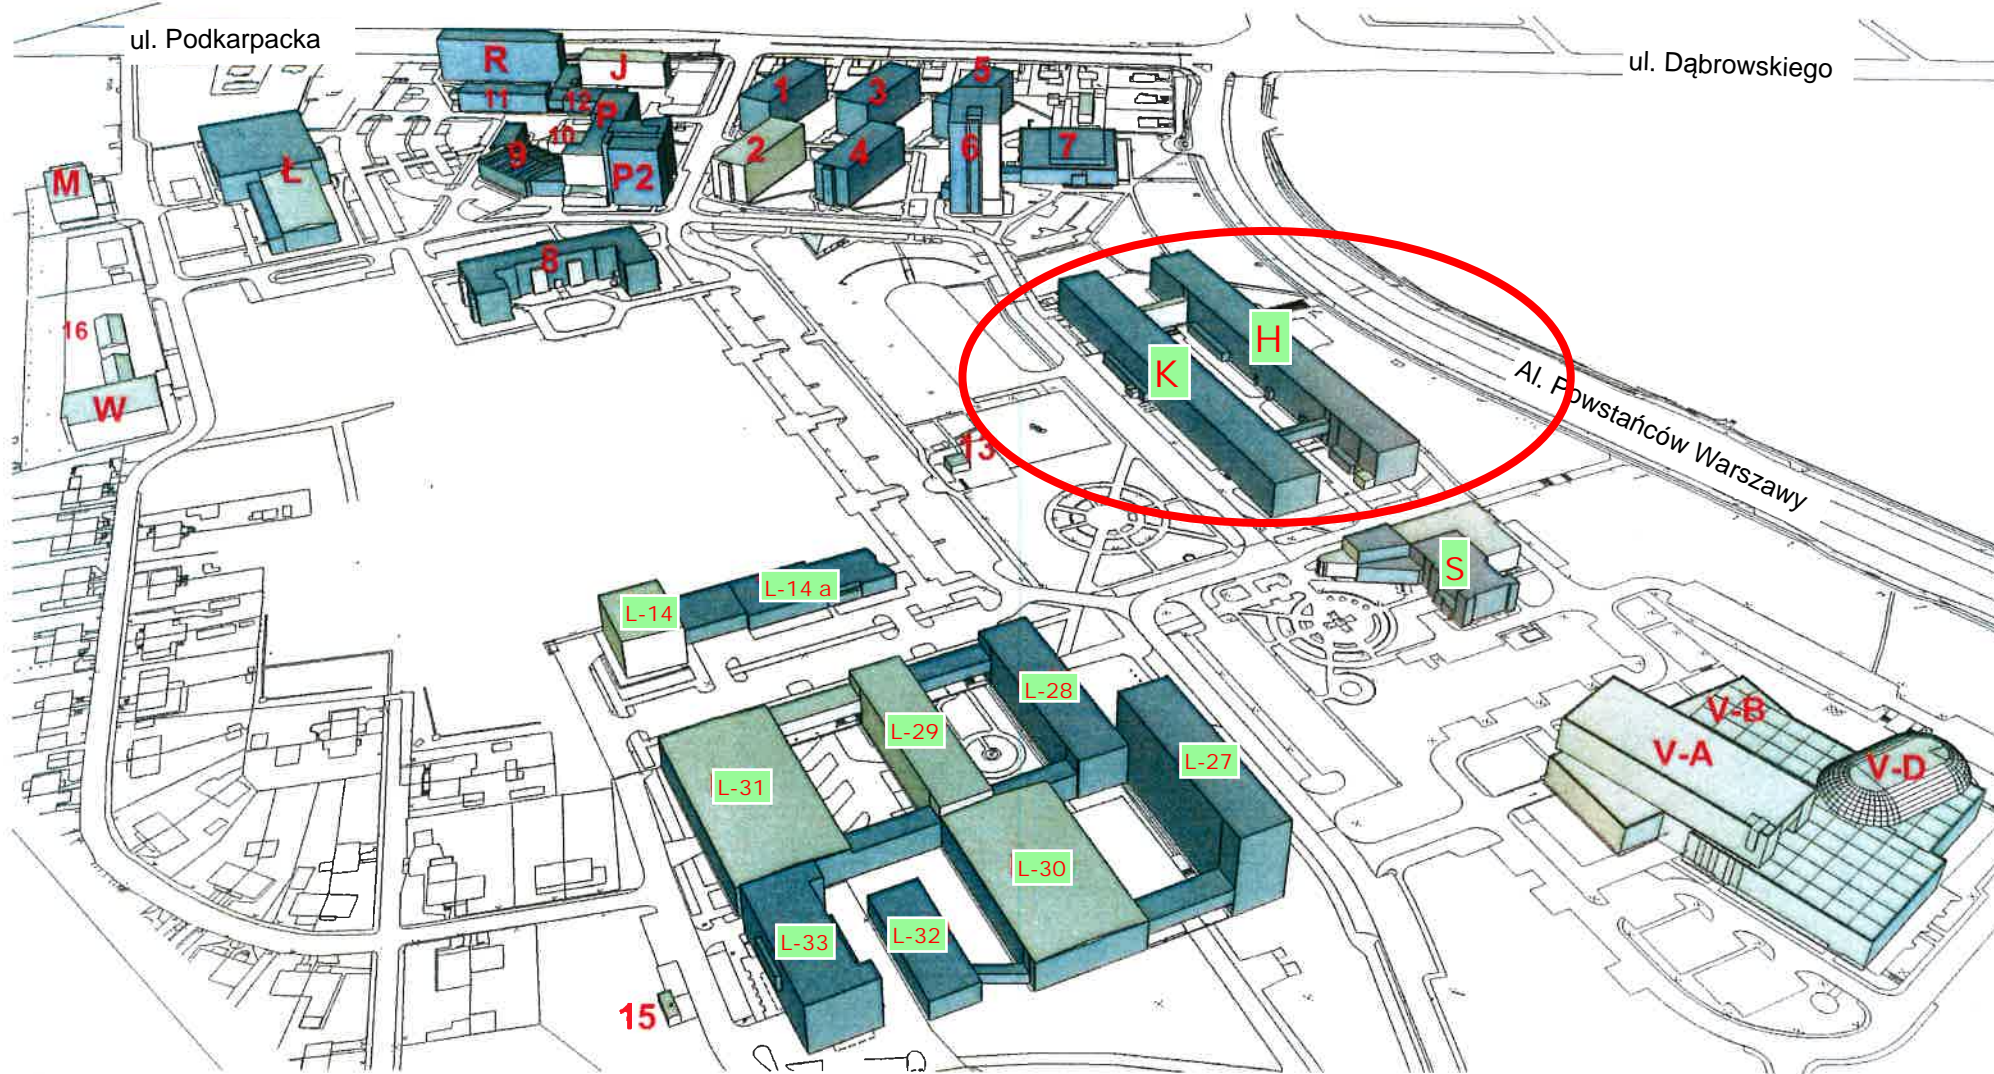 ul. Podkarpacka
ul. Dąbrowskiego
R
J
11
12
P
10
9
P2
1
3
5
2
4
6
7
M
Ł
8
16
W
H
K
Al. Powstańców Warszawy
13
S
L-14
L-14 a
L-28
L-29
L-27
L-31
L-30
L-33
L-32
15
V-B
V-A
V-D